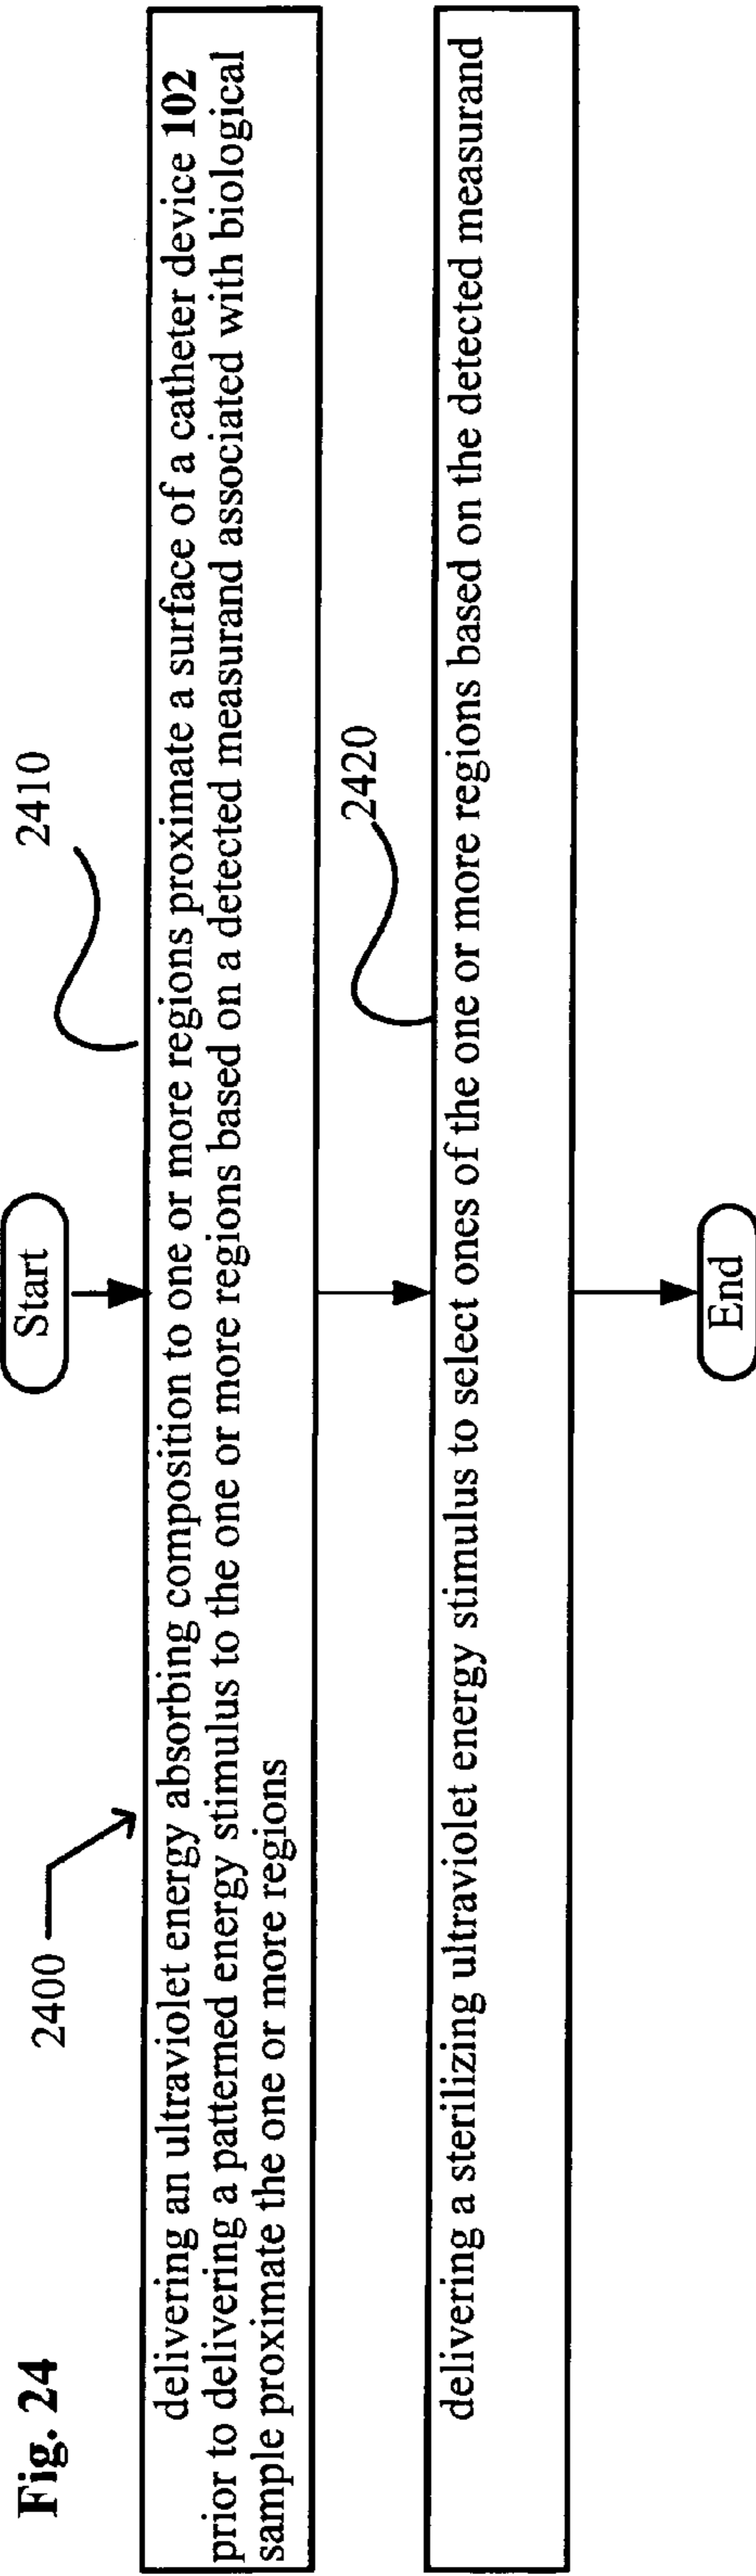 Fig. 24
2400
Start
2410
delivering an ultraviolet energy absorbing composition to one or more regions proximate a surface of a catheter device 102
prior to delivering a patterned energy stimulus to the one or more regions based on a detected measurand associated with biological
sample proximate the one or more regions
2420
delivering a sterilizing ultraviolet energy stimulus to select ones of the one or more regions based on the detected measurand
End